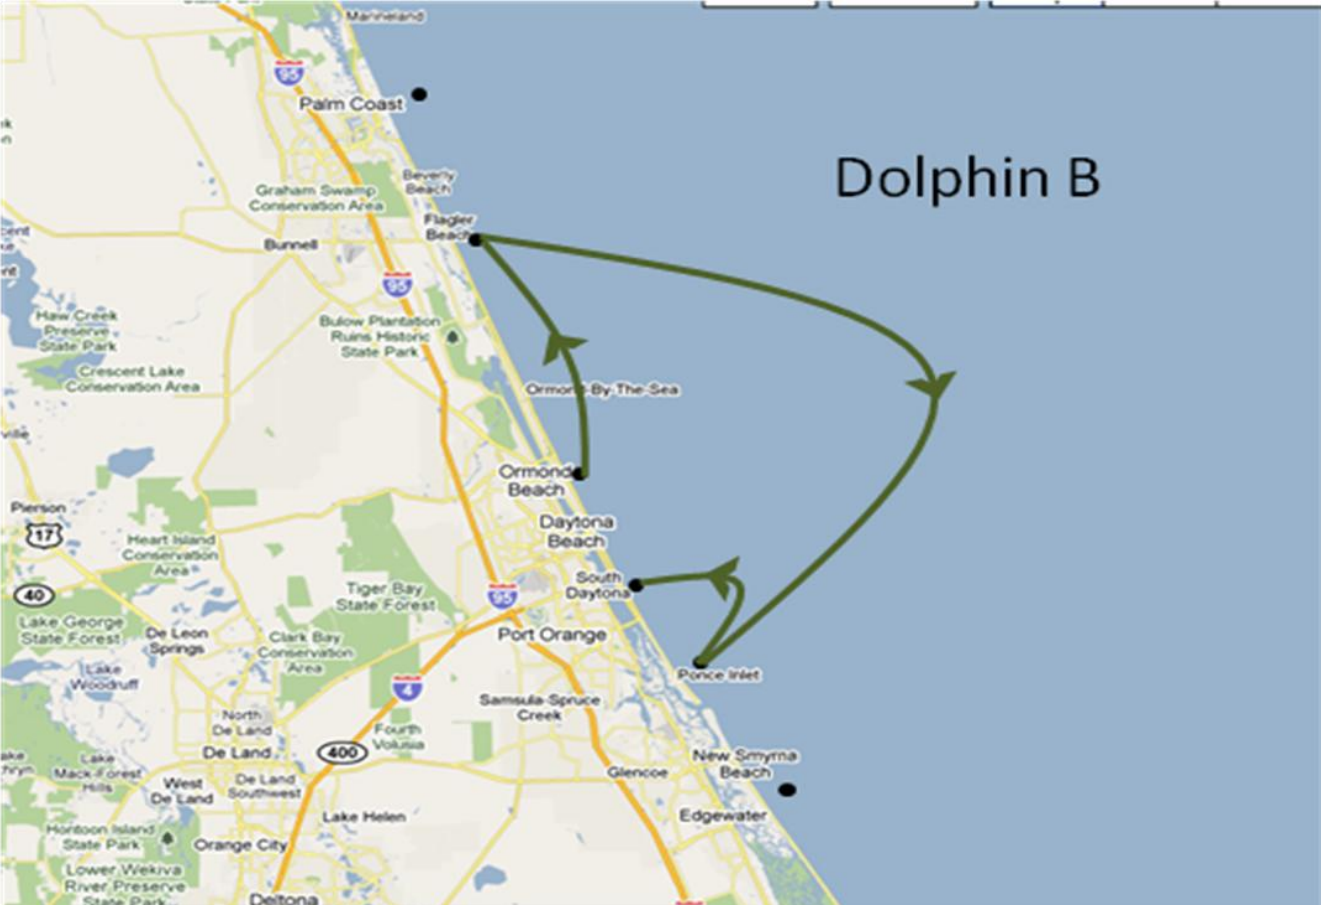 Marineland
95
Palm Coast
Dolphin B
Beverly
Beach
Graham Swamp
Conservation Area
Flagler
Beach
Bunnell
95
Haw Creek
Preserve
State Park
Bulow Plantation
Ruins Historic
State Park
Crescent Lake
Conservation Area
Ormond-By-The-Sea
Ormond
Beach
Pierson
17
Daytona
Beach
Heart Island
Conservation
Area
South
Daytona
40
Tiger Bay
State Forest
95
Lake George
State Forest
De Leon
Springs
Clark Bay
Conservation
Area
Port Orange
Lake
Woodruff
Ponce Inlet
4
Samsula-Spruce
Creek
North
De Land
Fourth
Volusia
De Land
400
New Smyrna
Beach
Lake
Mack-Forest
Hills
West
De Land
De Land
Southwest
Glencoe
Lake Helen
Edgewater
Hontoon Island
State Park
Orange City
Lower Wekiva
River Preserve
State Park
Deltona